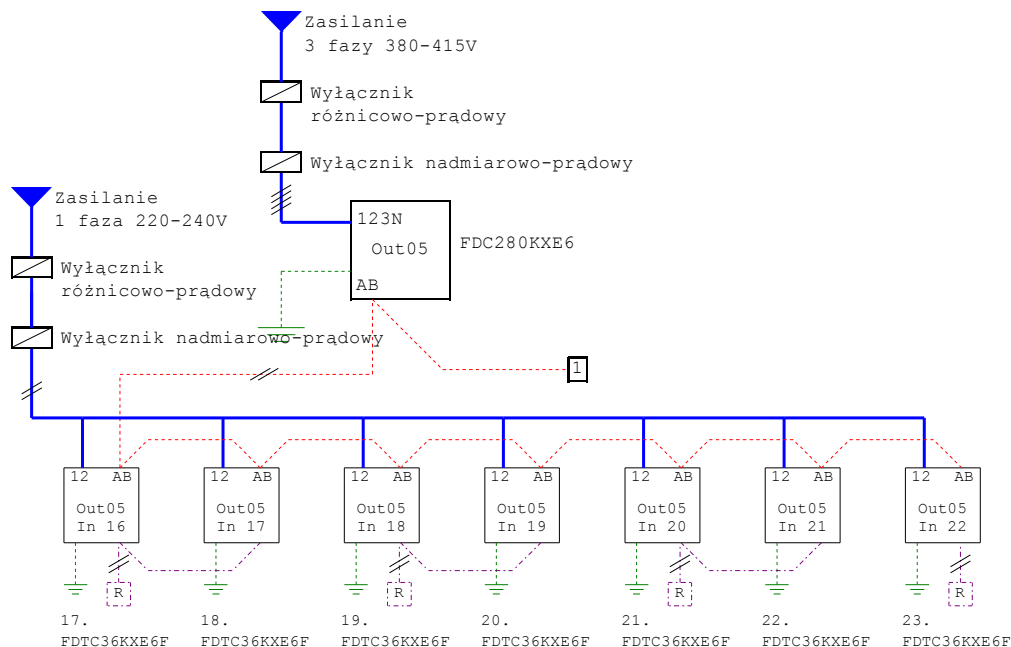 Zasilanie
3 fazy 380-415V
Wyłącznik
różnicowo-prądowy
Wyłącznik nadmiarowo-prądowy
Zasilanie
1 faza 220-240V
123N
Out05
FDC280KXE6
AB
Wyłącznik
różnicowo-prądowy
Wyłącznik nadmiarowo-prądowy
1
12 AB 12 AB 12 AB 12 AB 12 AB 12 AB 12 AB
Out05 Out05 Out05 Out05 Out05 Out05 Out05
In 16 In 17 In 18 In 19 In 20 In 21 In 22
R R R R
17. 18. 19. 20. 21. 22. 23.
FDTC36KXE6F FDTC36KXE6F FDTC36KXE6F FDTC36KXE6F FDTC36KXE6F FDTC36KXE6F FDTC36KXE6F